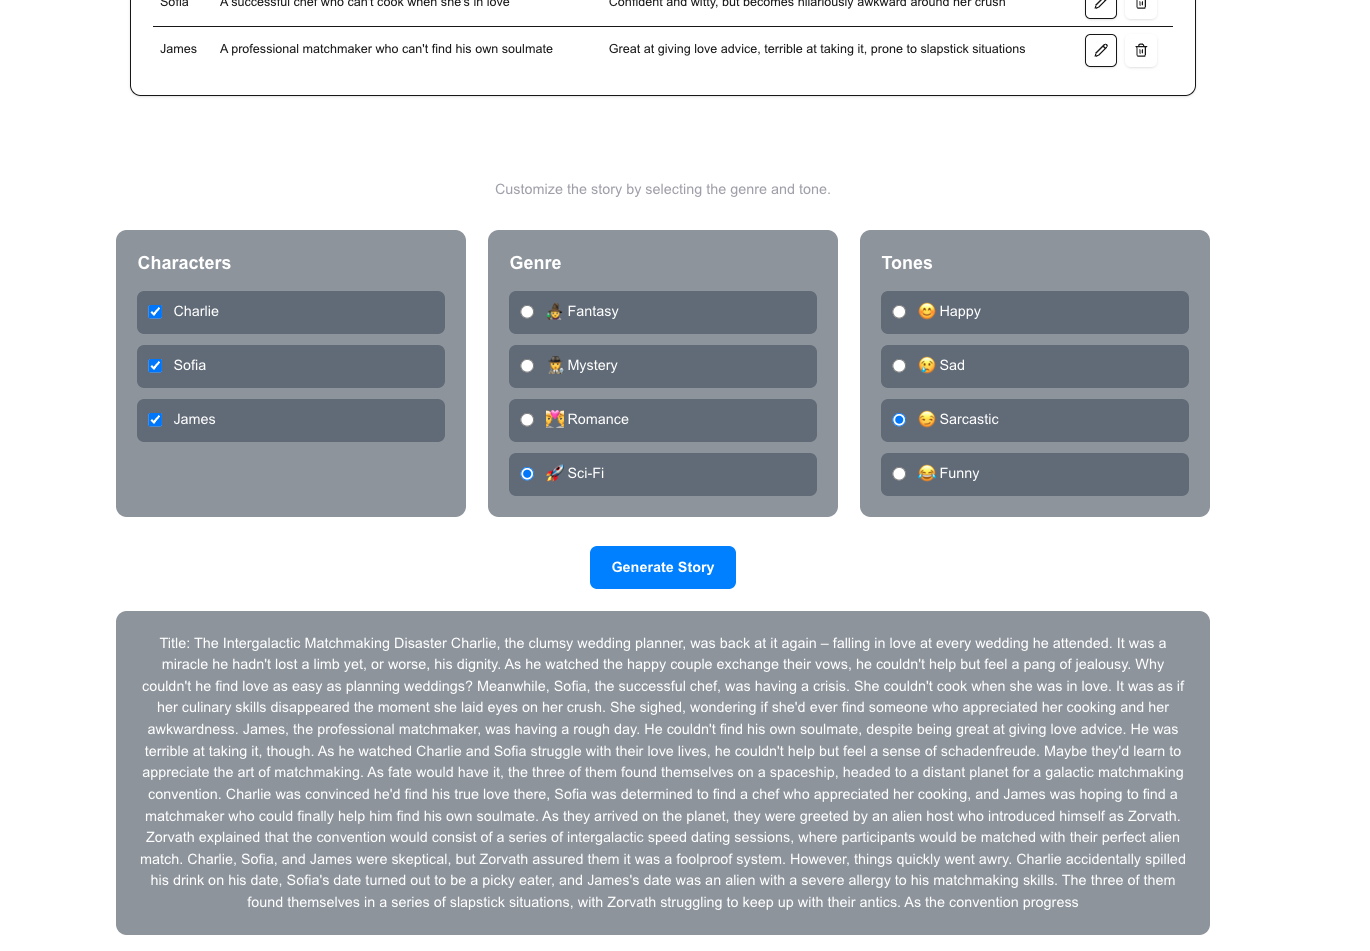 Sofia A successful chef who can't cook when she's in love Confident and witty, but becomes hilariously awkward around her crush
James A professional matchmaker who can't find his own soulmate Great at giving love advice, terrible at taking it, prone to slapstick situations
Customize the story by selecting the genre and tone.
Characters
Charlie
Sofia
James
Genre
Fantasy
Mystery
Romance
Sci-Fi
Tones
Happy
Sad
Sarcastic
Funny
Generate Story
Title: The Intergalactic Matchmaking Disaster Charlie, the clumsy wedding planner, was back at it again – falling in love at every wedding he attended. It was a
miracle he hadn't lost a limb yet, or worse, his dignity. As he watched the happy couple exchange their vows, he couldn't help but feel a pang of jealousy. Why
couldn't he find love as easy as planning weddings? Meanwhile, Sofia, the successful chef, was having a crisis. She couldn't cook when she was in love. It was as if
her culinary skills disappeared the moment she laid eyes on her crush. She sighed, wondering if she'd ever find someone who appreciated her cooking and her
awkwardness. James, the professional matchmaker, was having a rough day. He couldn't find his own soulmate, despite being great at giving love advice. He was
terrible at taking it, though. As he watched Charlie and Sofia struggle with their love lives, he couldn't help but feel a sense of schadenfreude. Maybe they'd learn to
appreciate the art of matchmaking. As fate would have it, the three of them found themselves on a spaceship, headed to a distant planet for a galactic matchmaking
convention. Charlie was convinced he'd find his true love there, Sofia was determined to find a chef who appreciated her cooking, and James was hoping to find a
matchmaker who could finally help him find his own soulmate. As they arrived on the planet, they were greeted by an alien host who introduced himself as Zorvath.
Zorvath explained that the convention would consist of a series of intergalactic speed dating sessions, where participants would be matched with their perfect alien
match. Charlie, Sofia, and James were skeptical, but Zorvath assured them it was a foolproof system. However, things quickly went awry. Charlie accidentally spilled
his drink on his date, Sofia's date turned out to be a picky eater, and James's date was an alien with a severe allergy to his matchmaking skills. The three of them
found themselves in a series of slapstick situations, with Zorvath struggling to keep up with their antics. As the convention progress